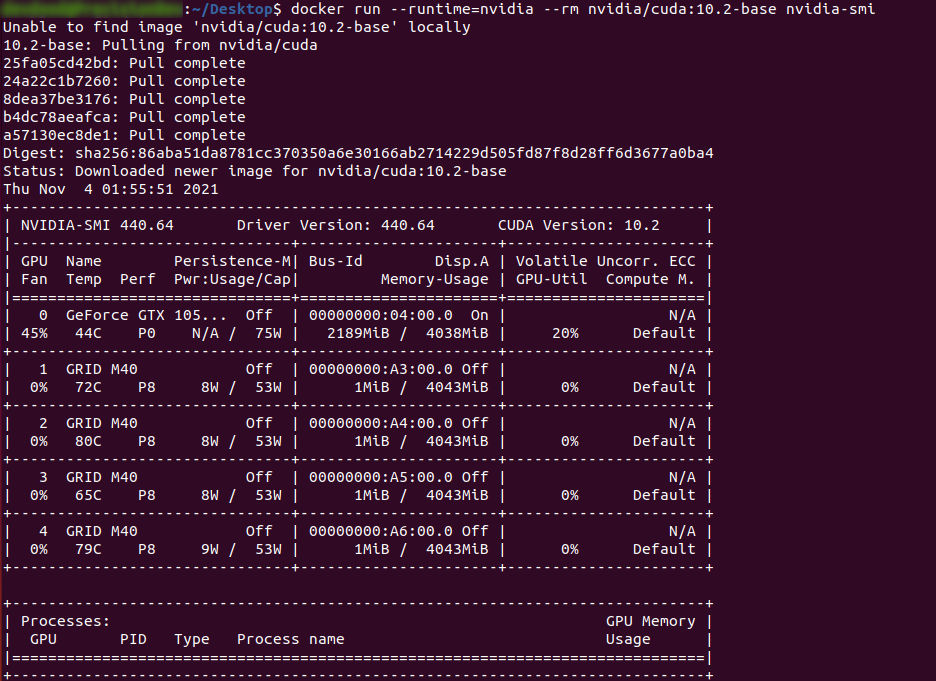 :~/Desktop$ docker run --runtime=nvidia --rm nvidia/cuda:10.2-base nvidia-smi
Unable to find image 'nvidia/cuda:10.2-base' locally
10.2-base: Pulling from nvidia/cuda
25fa05cd42bd: Pull complete
24a22c1b7260: Pull complete
8dea37be3176: Pull complete
b4dc78aeafca: Pull complete
a57130ec8de1: Pull complete
Digest: sha256:86aba51da8781cc370350a6e30166ab2714229d505fd87f8d28ff6d3677a0ba4
Status: Downloaded newer image for nvidia/cuda:10.2-base
Thu Nov  4 01:55:51 2021
+-----------------------------------------------------------------------------+
| NVIDIA-SMI 440.64       Driver Version: 440.64       CUDA Version: 10.2     |
|-------------------------------+----------------------+----------------------+
| GPU  Name        Persistence-M| Bus-Id        Disp.A | Volatile Uncorr. ECC |
| Fan  Temp  Perf  Pwr:Usage/Cap|         Memory-Usage | GPU-Util  Compute M. |
|===============================+======================+======================|
|   0  GeForce GTX 105...  Off  | 00000000:04:00.0  On |                  N/A |
| 45%   44C    P0    N/A /  75W |   2189MiB /  4038MiB |     20%      Default |
+-------------------------------+----------------------+----------------------+
|   1  GRID M40            Off  | 00000000:A3:00.0 Off |                  N/A |
|  0%   72C    P8     8W /  53W |      1MiB /  4043MiB |      0%      Default |
+-------------------------------+----------------------+----------------------+
|   2  GRID M40            Off  | 00000000:A4:00.0 Off |                  N/A |
|  0%   80C    P8     8W /  53W |      1MiB /  4043MiB |      0%      Default |
+-------------------------------+----------------------+----------------------+
|   3  GRID M40            Off  | 00000000:A5:00.0 Off |                  N/A |
|  0%   65C    P8     8W /  53W |      1MiB /  4043MiB |      0%      Default |
+-------------------------------+----------------------+----------------------+
|   4  GRID M40            Off  | 00000000:A6:00.0 Off |                  N/A |
|  0%   79C    P8     9W /  53W |      1MiB /  4043MiB |      0%      Default |
+-------------------------------+----------------------+----------------------+

+-----------------------------------------------------------------------------+
| Processes:                                                       GPU Memory |
|  GPU       PID   Type   Process name                             Usage      |
|=============================================================================|
+-----------------------------------------------------------------------------+